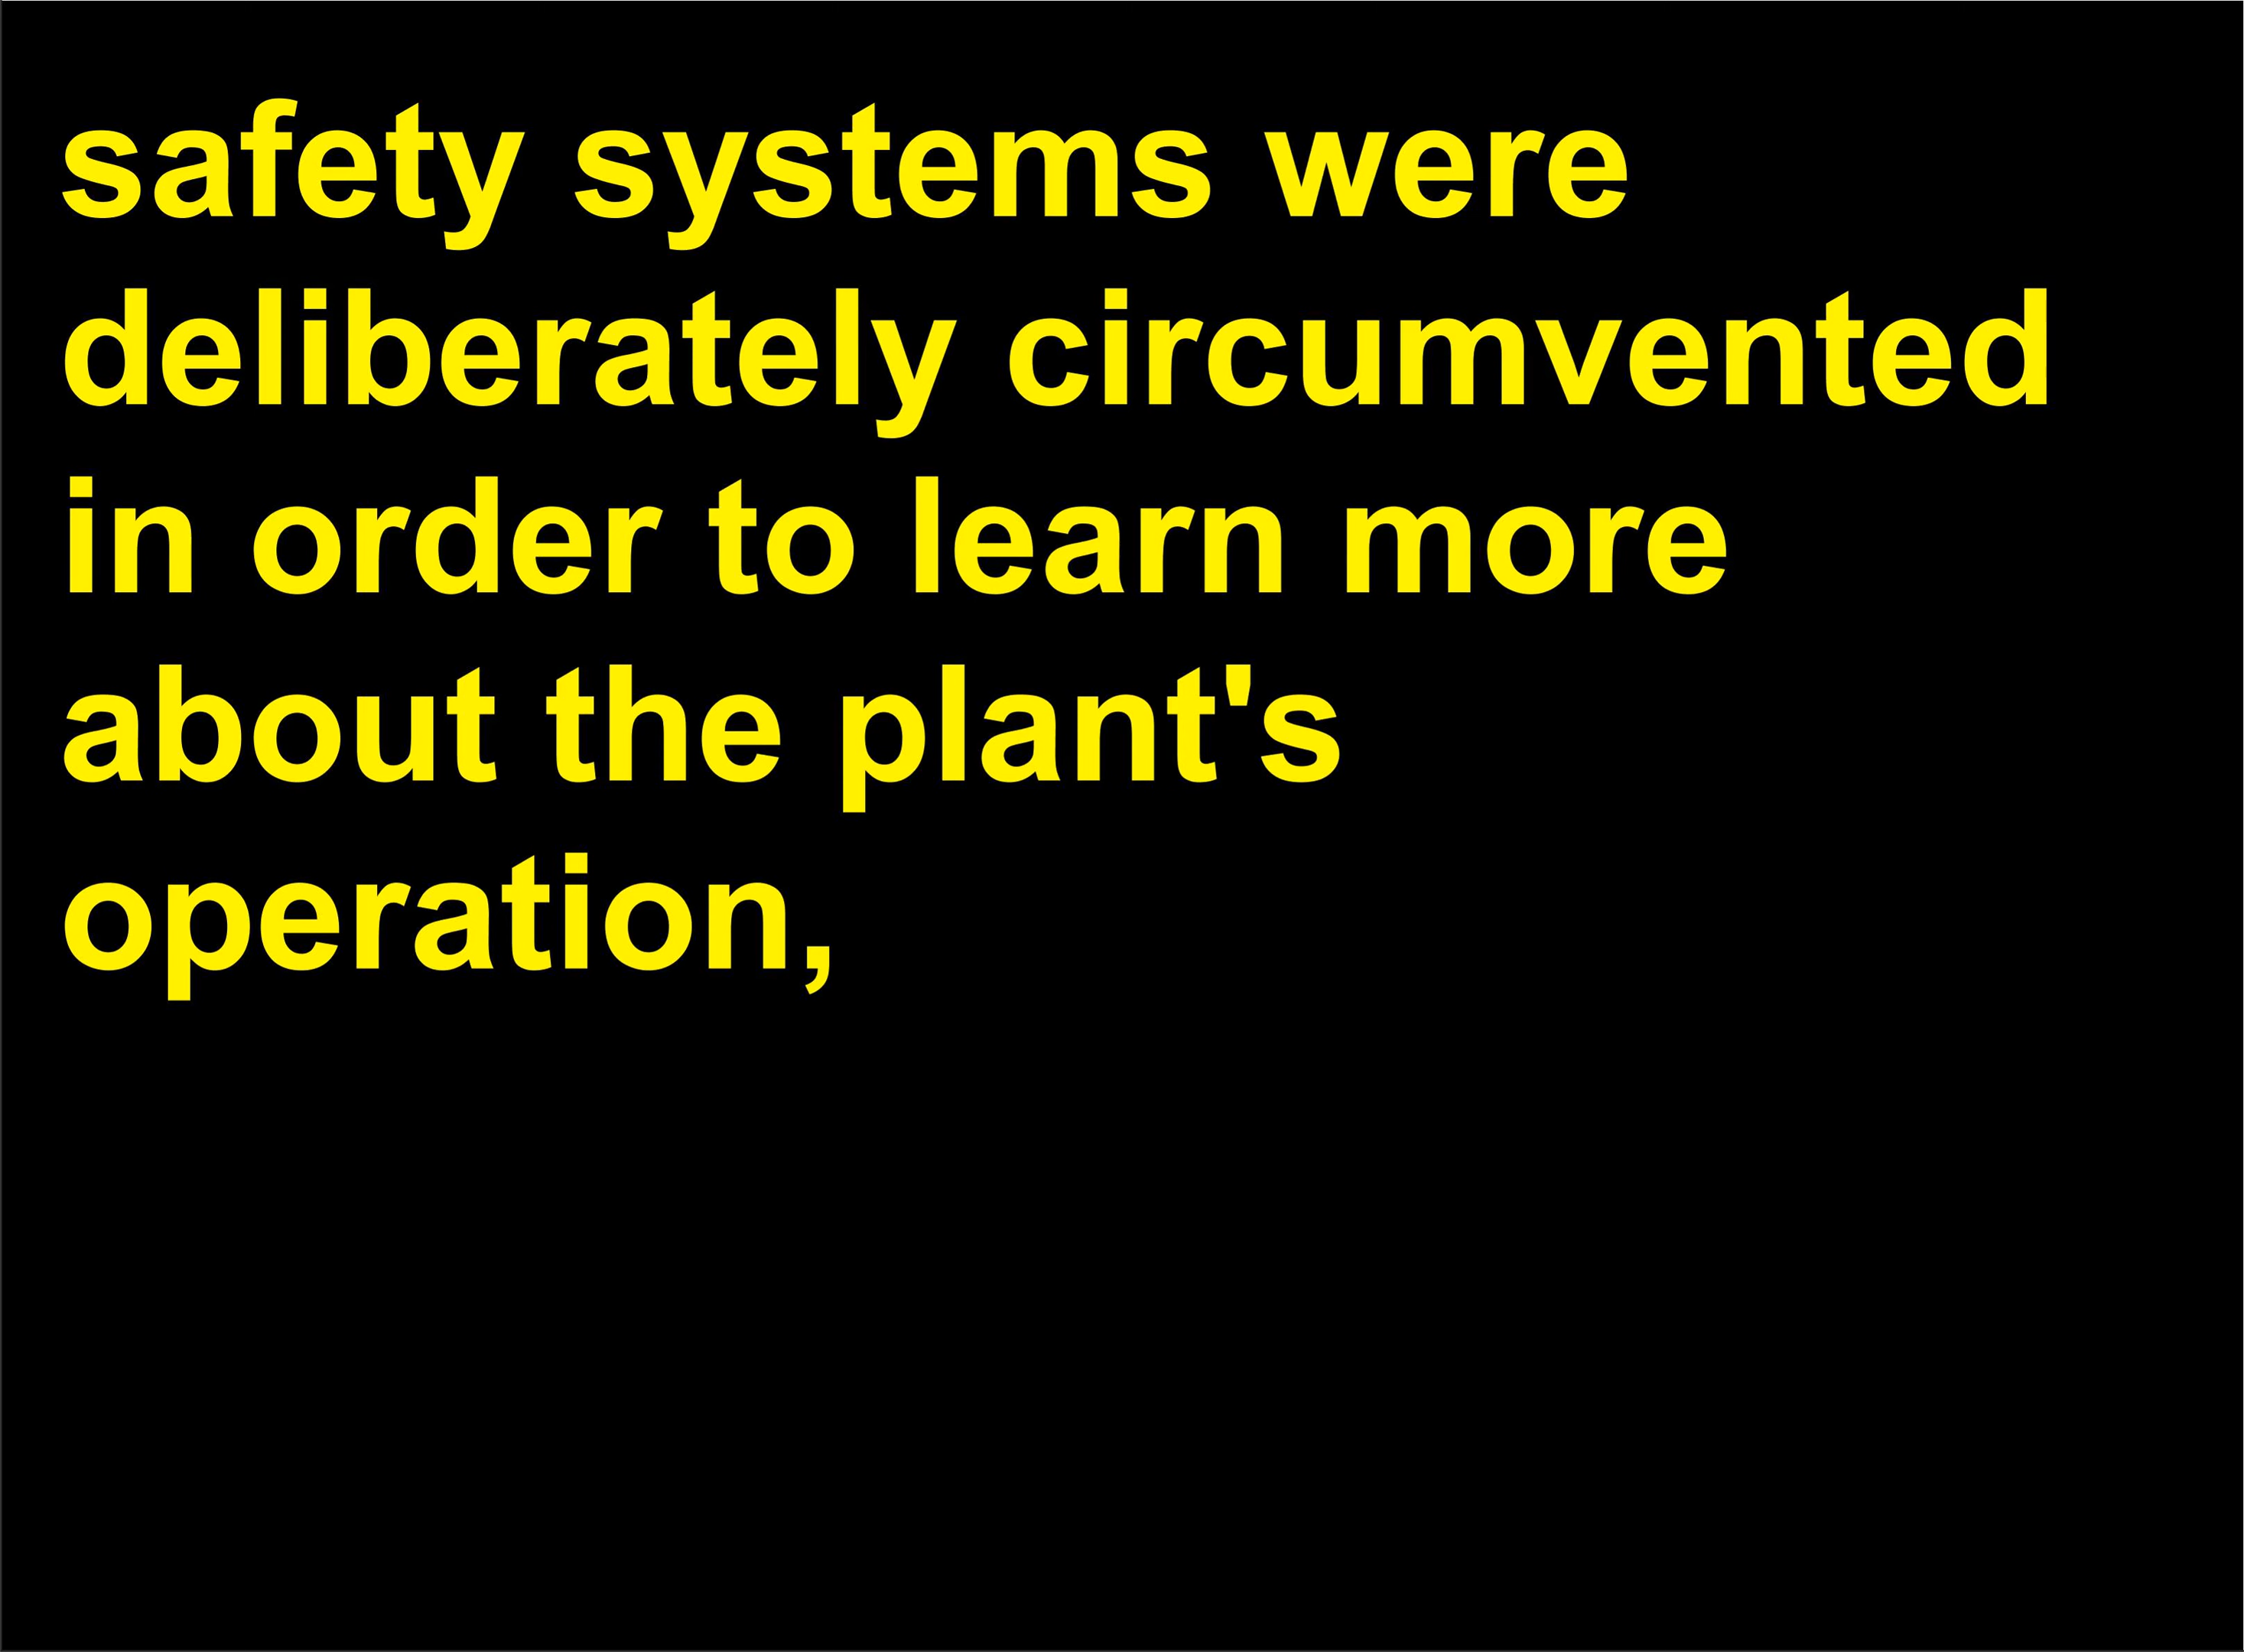 safety systems were
deliberately circumvented
in order to learn more
about the plant's
operation,